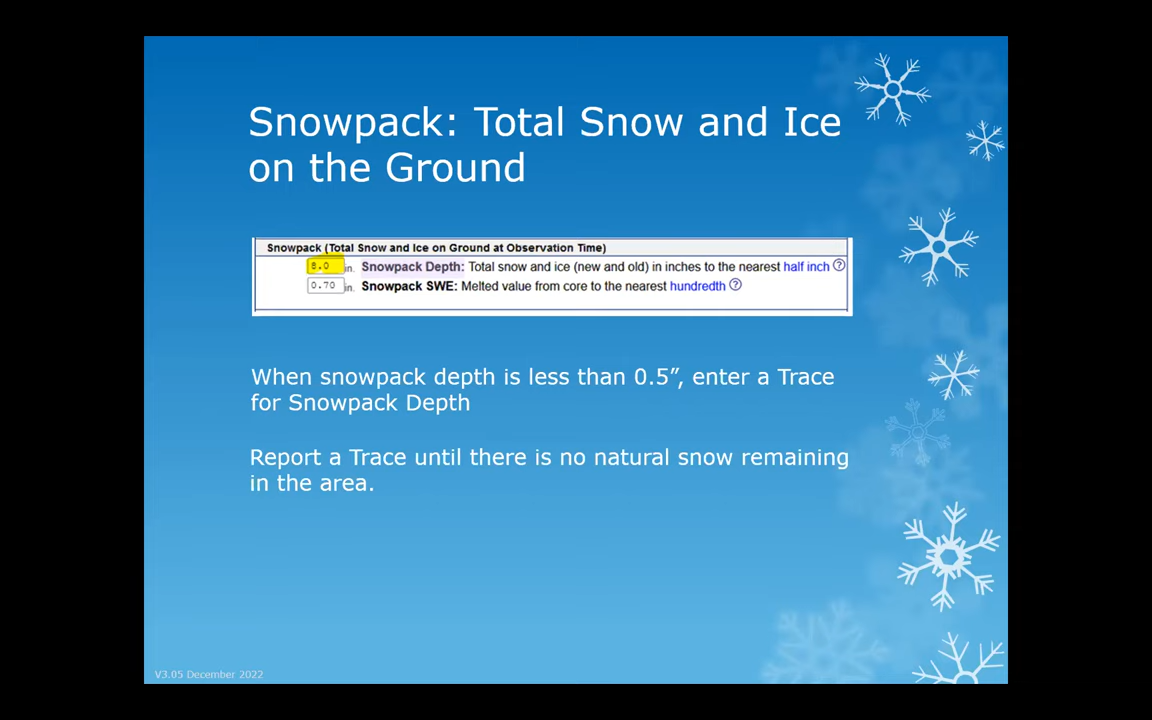 Snowpack: Total Snow and Ice
on the Ground
Snowpack (Total Snow and Ice on Ground at Observation Time)
8.0 in. Snowpack Depth: Total snow and ice (new and old) in inches to the nearest half inch ?
0.70 in. Snowpack SWE: Melted value from core to the nearest hundredth ?
When snowpack depth is less than 0.5”, enter a Trace
for Snowpack Depth
Report a Trace until there is no natural snow remaining
in the area.
V3.05 December 2022